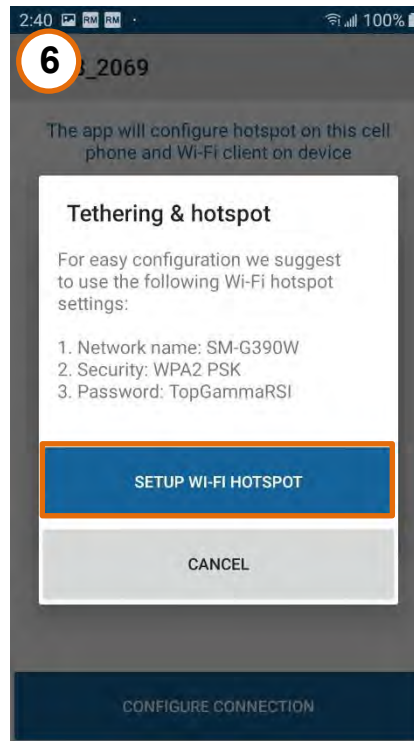 2:40 RM RM · 100%
6 _2069
The app will configure hotspot on this cell
phone and Wi-Fi client on device
Tethering & hotspot
For easy configuration we suggest
to use the following Wi-Fi hotspot
settings:
1. Network name: SM-G390W
2. Security: WPA2 PSK
3. Password: TopGammaRSI
SETUP WI-FI HOTSPOT
CANCEL
CONFIGURE CONNECTION